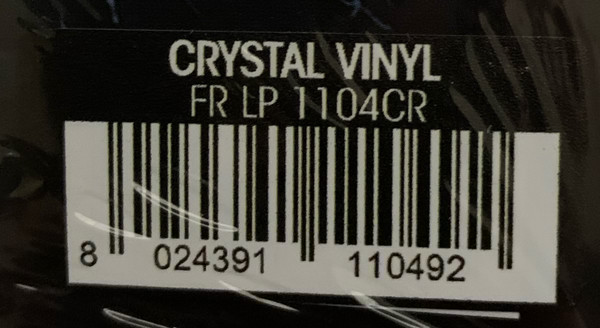 CRYSTAL VINYL
FR LP 1104CR
8 024391 110492